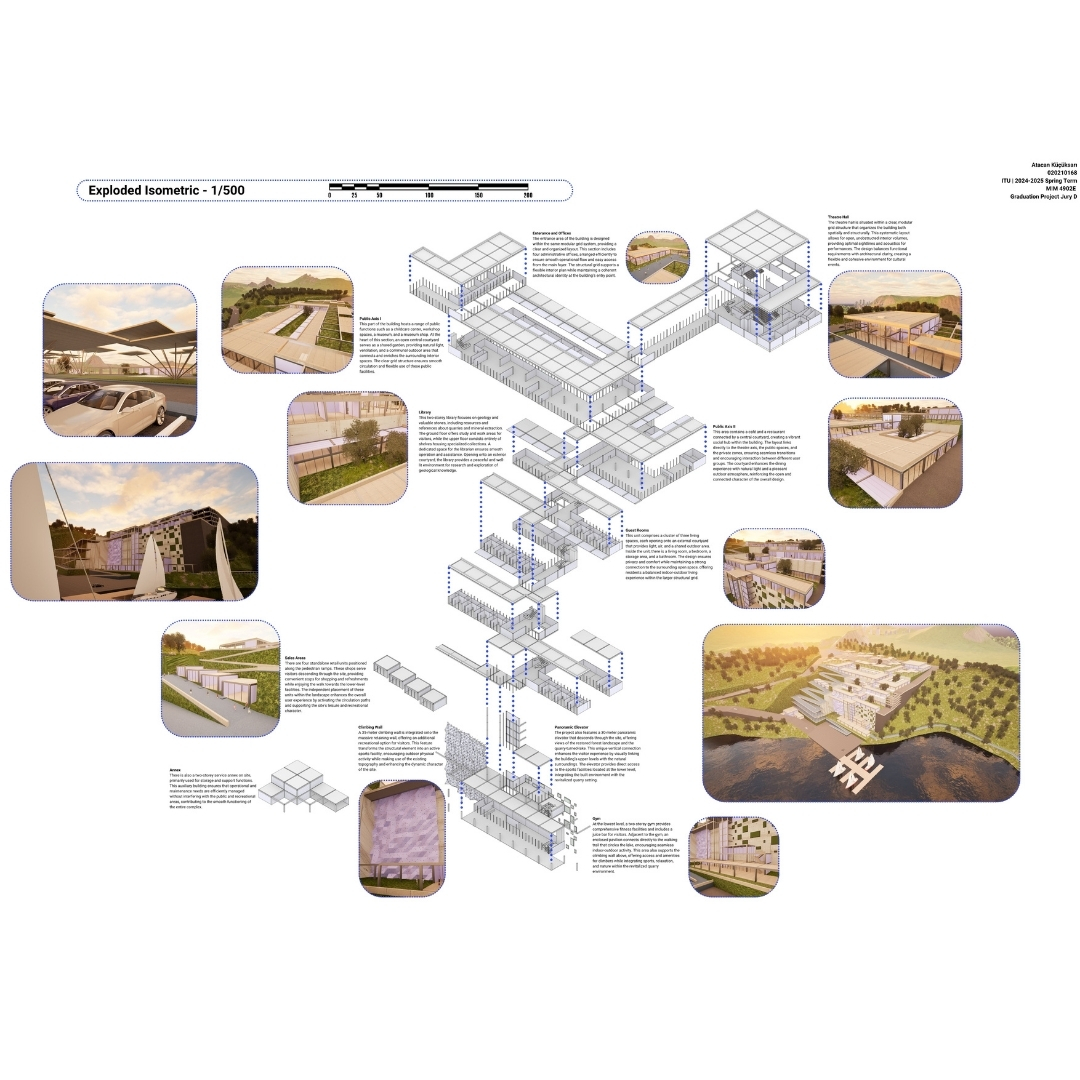 Exploded Isometric - 1/500
0 25 50 100 150 200
Atacan Küçüksarı
020210168
ITU | 2024-2025 Spring Term
MIM 4902E
Graduation Project Jury D
Theatre Hall
The theatre hall is situated within a clear, modular
grid structure that organizes the building both
spatially and structurally. This systematic layout
allows for open, unobstructed interior volumes,
providing optimal sightlines and acoustics for
performances. The design balances functional
requirements with architectural clarity, creating a
flexible and cohesive environment for cultural
events.
Enterance and Offices
The entrance area of the building is designed
within the same modular grid system, providing a
clear and organized layout. This section includes
four administrative offices, arranged efficiently to
ensure smooth operational flow and easy access
from the main foyer. The structural grid supports a
flexible interior plan while maintaining a coherent
architectural identity at the building's entry point.
Public Axis I
This part of the building hosts a range of public
functions such as a childcare center, workshop
spaces, a museum, and a museum shop. At the
heart of this section, an open central courtyard
serves as a shared garden, providing natural light,
ventilation, and a communal outdoor area that
connects and enriches the surrounding interior
spaces. The clear grid structure ensures smooth
circulation and flexible use of these public
facilities.
Library
This two-storey library focuses on geology and
valuable stones, including resources and
references about quarries and mineral extraction.
The ground floor offers study and work areas for
visitors, while the upper floor consists entirely of
shelves housing specialized collections. A
dedicated space for the librarian ensures smooth
operation and assistance. Opening onto an exterior
courtyard, the library provides a peaceful and well-
lit environment for research and exploration of
geological knowledge.
Public Axis II
This area contains a café and a restaurant
connected by a central courtyard, creating a vibrant
social hub within the building. The layout links
directly to the theatre axis, the public spaces, and
the private zones, ensuring seamless transitions
and encouraging interaction between different user
groups. The courtyard enhances the dining
experience with natural light and a pleasant
outdoor atmosphere, reinforcing the open and
connected character of the overall design.
Guest Rooms
This unit comprises a cluster of three living
spaces, each opening onto an external courtyard
that provides light, air, and a shared outdoor area.
Inside the unit, there is a living room, a bedroom, a
storage area, and a bathroom. The design ensures
privacy and comfort while maintaining a strong
connection to the surrounding open space, offering
residents a balanced indoor-outdoor living
experience within the larger structural grid.
Sales Areas
There are four standalone retail units positioned
along the pedestrian ramps. These shops serve
visitors descending through the site, providing
convenient stops for shopping and refreshments
while enjoying the walk towards the lower-level
facilities. The independent placement of these
units within the landscape enhances the overall
user experience by activating the circulation paths
and supporting the site's leisure and recreational
character.
Climbing Wall
A 25-meter climbing wall is integrated onto the
massive retaining wall, offering an additional
recreational option for visitors. This feature
transforms the structural element into an active
sports facility, encouraging outdoor physical
activity while making use of the existing
topography and enhancing the dynamic character
of the site.
Panoramic Elevator
The project also features a 30-meter panoramic
elevator that descends through the site, offering
views of the restored forest landscape and the
quarry-turned-lake. This unique vertical connection
enhances the visitor experience by visually linking
the building's upper levels with the natural
surroundings. The elevator provides direct access
to the sports facilities located at the lower level,
integrating the built environment with the
revitalized quarry setting.
Annex
There is also a two-storey service annex on site,
primarily used for storage and support functions.
This auxiliary building ensures that operational and
maintenance needs are efficiently managed
without interfering with the public and recreational
areas, contributing to the smooth functioning of
the entire complex.
Gym
At the lowest level, a two-storey gym provides
comprehensive fitness facilities and includes a
juice bar for visitors. Adjacent to the gym, an
enclosed pavilion connects directly to the walking
trail that circles the lake, encouraging seamless
indoor-outdoor activity. This area also supports the
climbing wall above, offering access and amenities
for climbers while integrating sports, relaxation,
and nature within the revitalized quarry
environment.